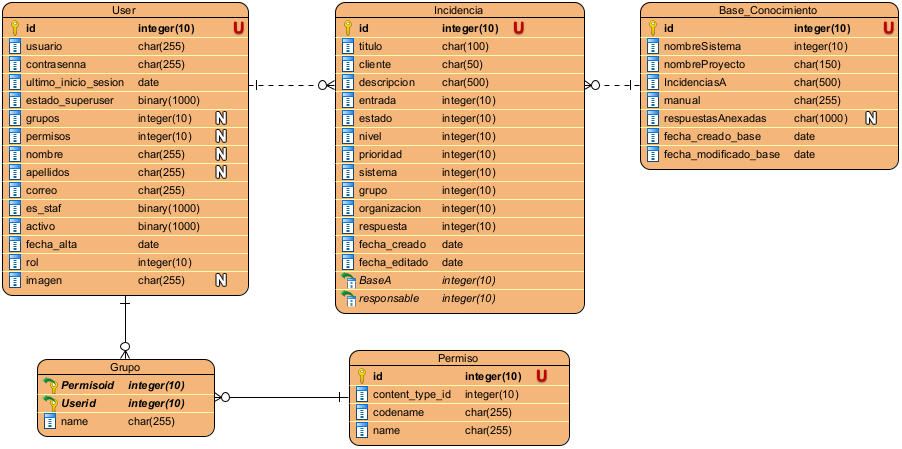 User
id integer(10) U
usuario char(255)
contrasenna char(255)
ultimo_inicio_sesion date
estado_superuser binary(1000)
grupos integer(10) N
permisos integer(10) N
nombre char(255) N
apellidos char(255) N
correo char(255)
es_staf binary(1000)
activo binary(1000)
fecha_alta date
rol integer(10)
imagen char(255) N
Incidencia
id integer(10) U
titulo char(100)
cliente char(50)
descripcion char(500)
entrada integer(10)
estado integer(10)
nivel integer(10)
prioridad integer(10)
sistema integer(10)
grupo integer(10)
organizacion integer(10)
respuesta integer(10)
fecha_creado date
fecha_editado date
BaseA integer(10)
responsable integer(10)
Base_Conocimiento
id integer(10) U
nombreSistema integer(10)
nombreProyecto char(150)
IncidenciasA char(500)
manual char(255)
respuestasAnexadas char(1000) N
fecha_creado_base date
fecha_modificado_base date
Grupo
Permisoid integer(10)
Userid integer(10)
name char(255)
Permiso
id integer(10) U
content_type_id integer(10)
codename char(255)
name char(255)